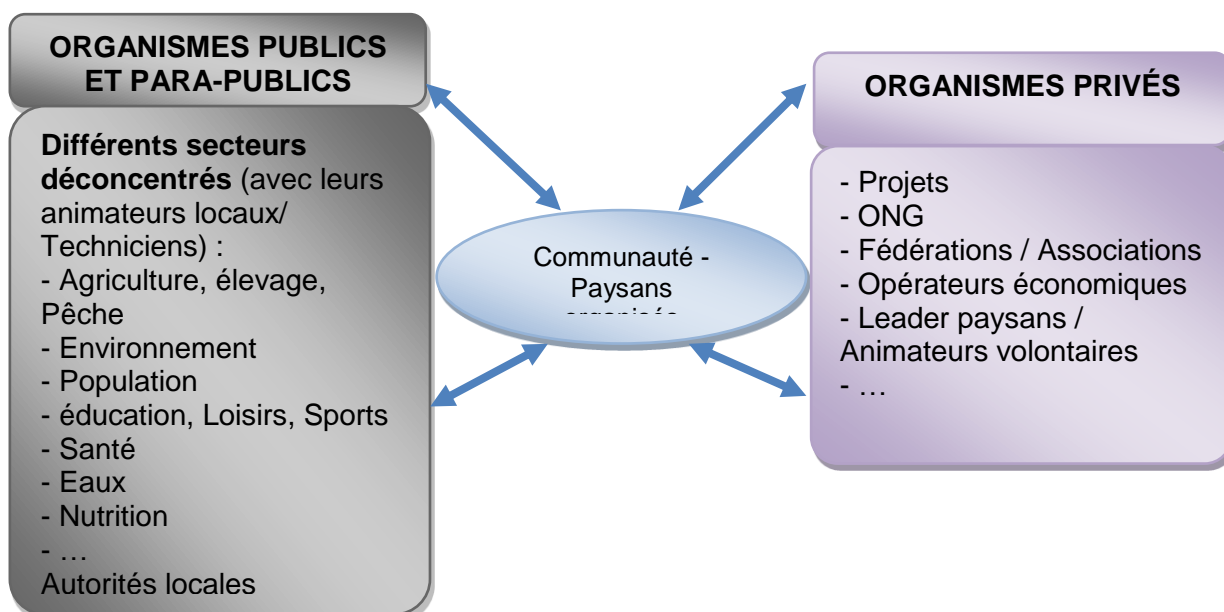 ORGANISMES PUBLICS
ET PARA-PUBLICS
Différents secteurs
déconcentrés (avec leurs
animateurs locaux/
Techniciens) :
- Agriculture, élevage,
Pêche
- Environnement
- Population
- éducation, Loisirs, Sports
- Santé
- Eaux
- Nutrition
- …
Autorités locales
Communauté -
Paysans
ORGANISMES PRIVÉS
- Projets
- ONG
- Fédérations / Associations
- Opérateurs économiques
- Leader paysans /
Animateurs volontaires
- …